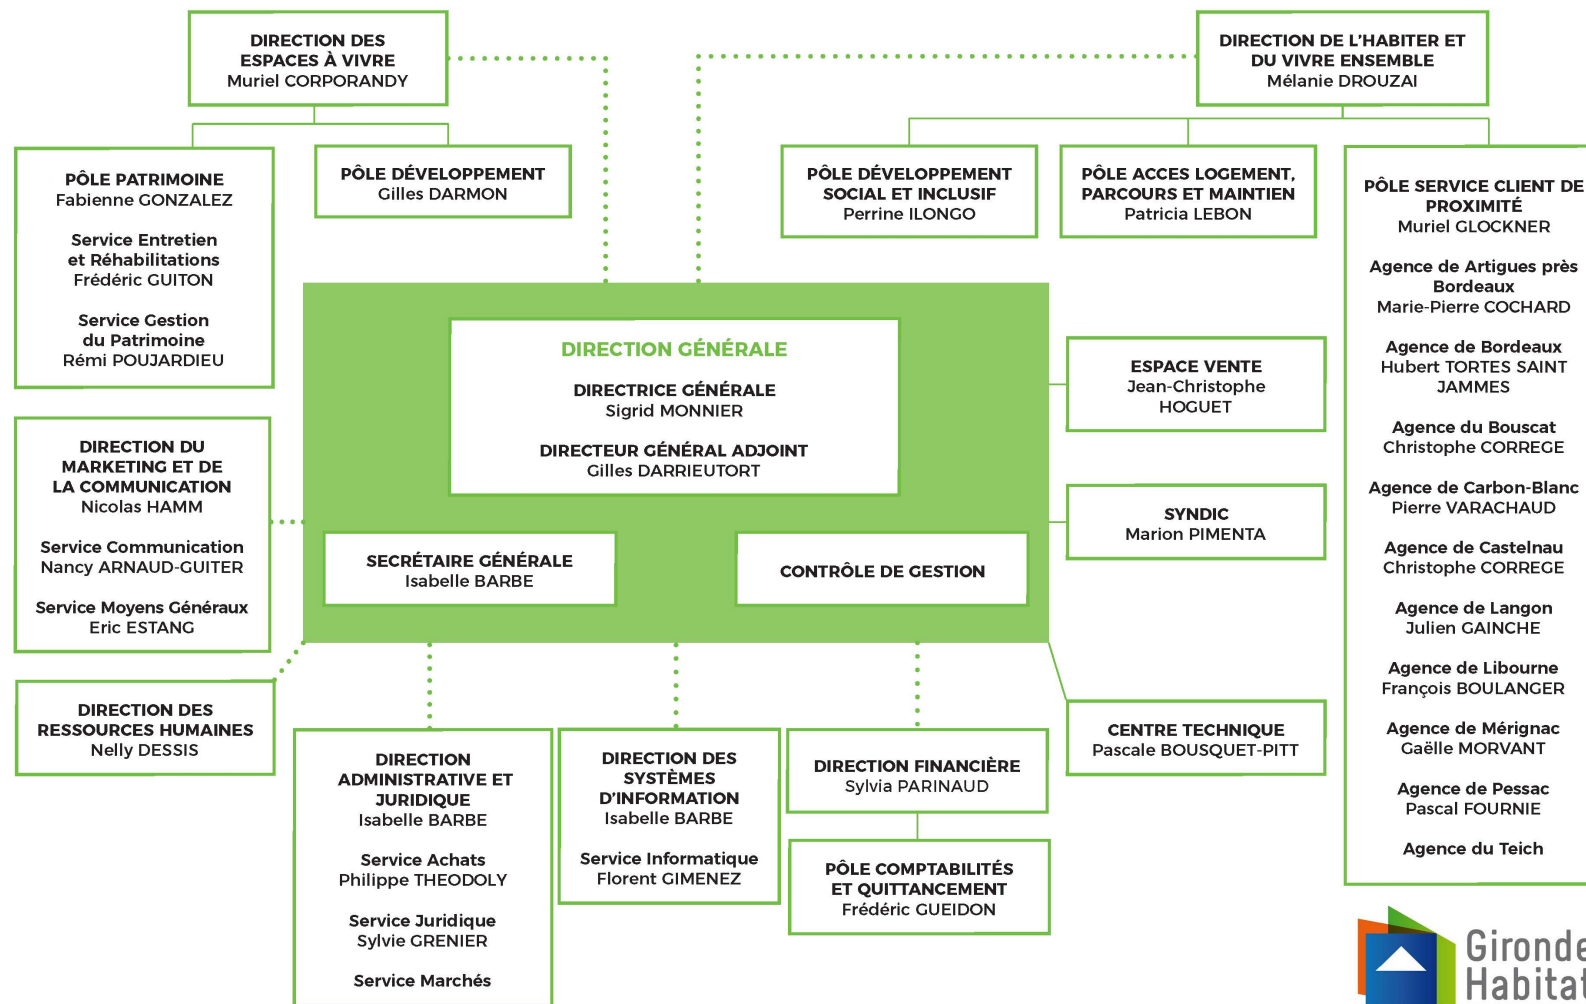 DIRECTION DES
ESPACES À VIVRE
Muriel CORPORANDY
DIRECTION DE L'HABITER ET
DU VIVRE ENSEMBLE
Mélanie DROUZAI
PÔLE PATRIMOINE
Fabienne GONZALEZ
Service Entretien
et Réhabilitations
Frédéric GUITON
Service Gestion
du Patrimoine
Rémi POUJARDIEU
PÔLE DÉVELOPPEMENT
Gilles DARMON
PÔLE DÉVELOPPEMENT
SOCIAL ET INCLUSIF
Perrine ILONGO
PÔLE ACCES LOGEMENT,
PARCOURS ET MAINTIEN
Patricia LEBON
PÔLE SERVICE CLIENT DE
PROXIMITÉ
Muriel GLOCKNER
Agence de Artigues près
Bordeaux
Marie-Pierre COCHARD
Agence de Bordeaux
Hubert TORTES SAINT
JAMMES
Agence du Bouscat
Christophe CORREGE
Agence de Carbon-Blanc
Pierre VARACHAUD
Agence de Castelnau
Christophe CORREGE
Agence de Langon
Julien GAINCHE
Agence de Libourne
François BOULANGER
Agence de Mérignac
Gaëlle MORVANT
Agence de Pessac
Pascal FOURNIE
Agence du Teich
DIRECTION GÉNÉRALE
DIRECTRICE GÉNÉRALE
Sigrid MONNIER
DIRECTEUR GÉNÉRAL ADJOINT
Gilles DARRIEUTORT
SECRÉTAIRE GÉNÉRALE
Isabelle BARBE
CONTRÔLE DE GESTION
ESPACE VENTE
Jean-Christophe
HOGUET
SYNDIC
Marion PIMENTA
CENTRE TECHNIQUE
Pascale BOUSQUET-PITT
DIRECTION DU
MARKETING ET DE
LA COMMUNICATION
Nicolas HAMM
Service Communication
Nancy ARNAUD-GUITER
Service Moyens Généraux
Eric ESTANG
DIRECTION DES
RESSOURCES HUMAINES
Nelly DESSIS
DIRECTION
ADMINISTRATIVE ET
JURIDIQUE
Isabelle BARBE
Service Achats
Philippe THEODOLY
Service Juridique
Sylvie GRENIER
Service Marchés
DIRECTION DES
SYSTÈMES
D'INFORMATION
Isabelle BARBE
Service Informatique
Florent GIMENEZ
DIRECTION FINANCIÈRE
Sylvia PARINAUD
PÔLE COMPTABILITÉS
ET QUITTANCEMENT
Frédéric GUEIDON
Gironde
Habitat